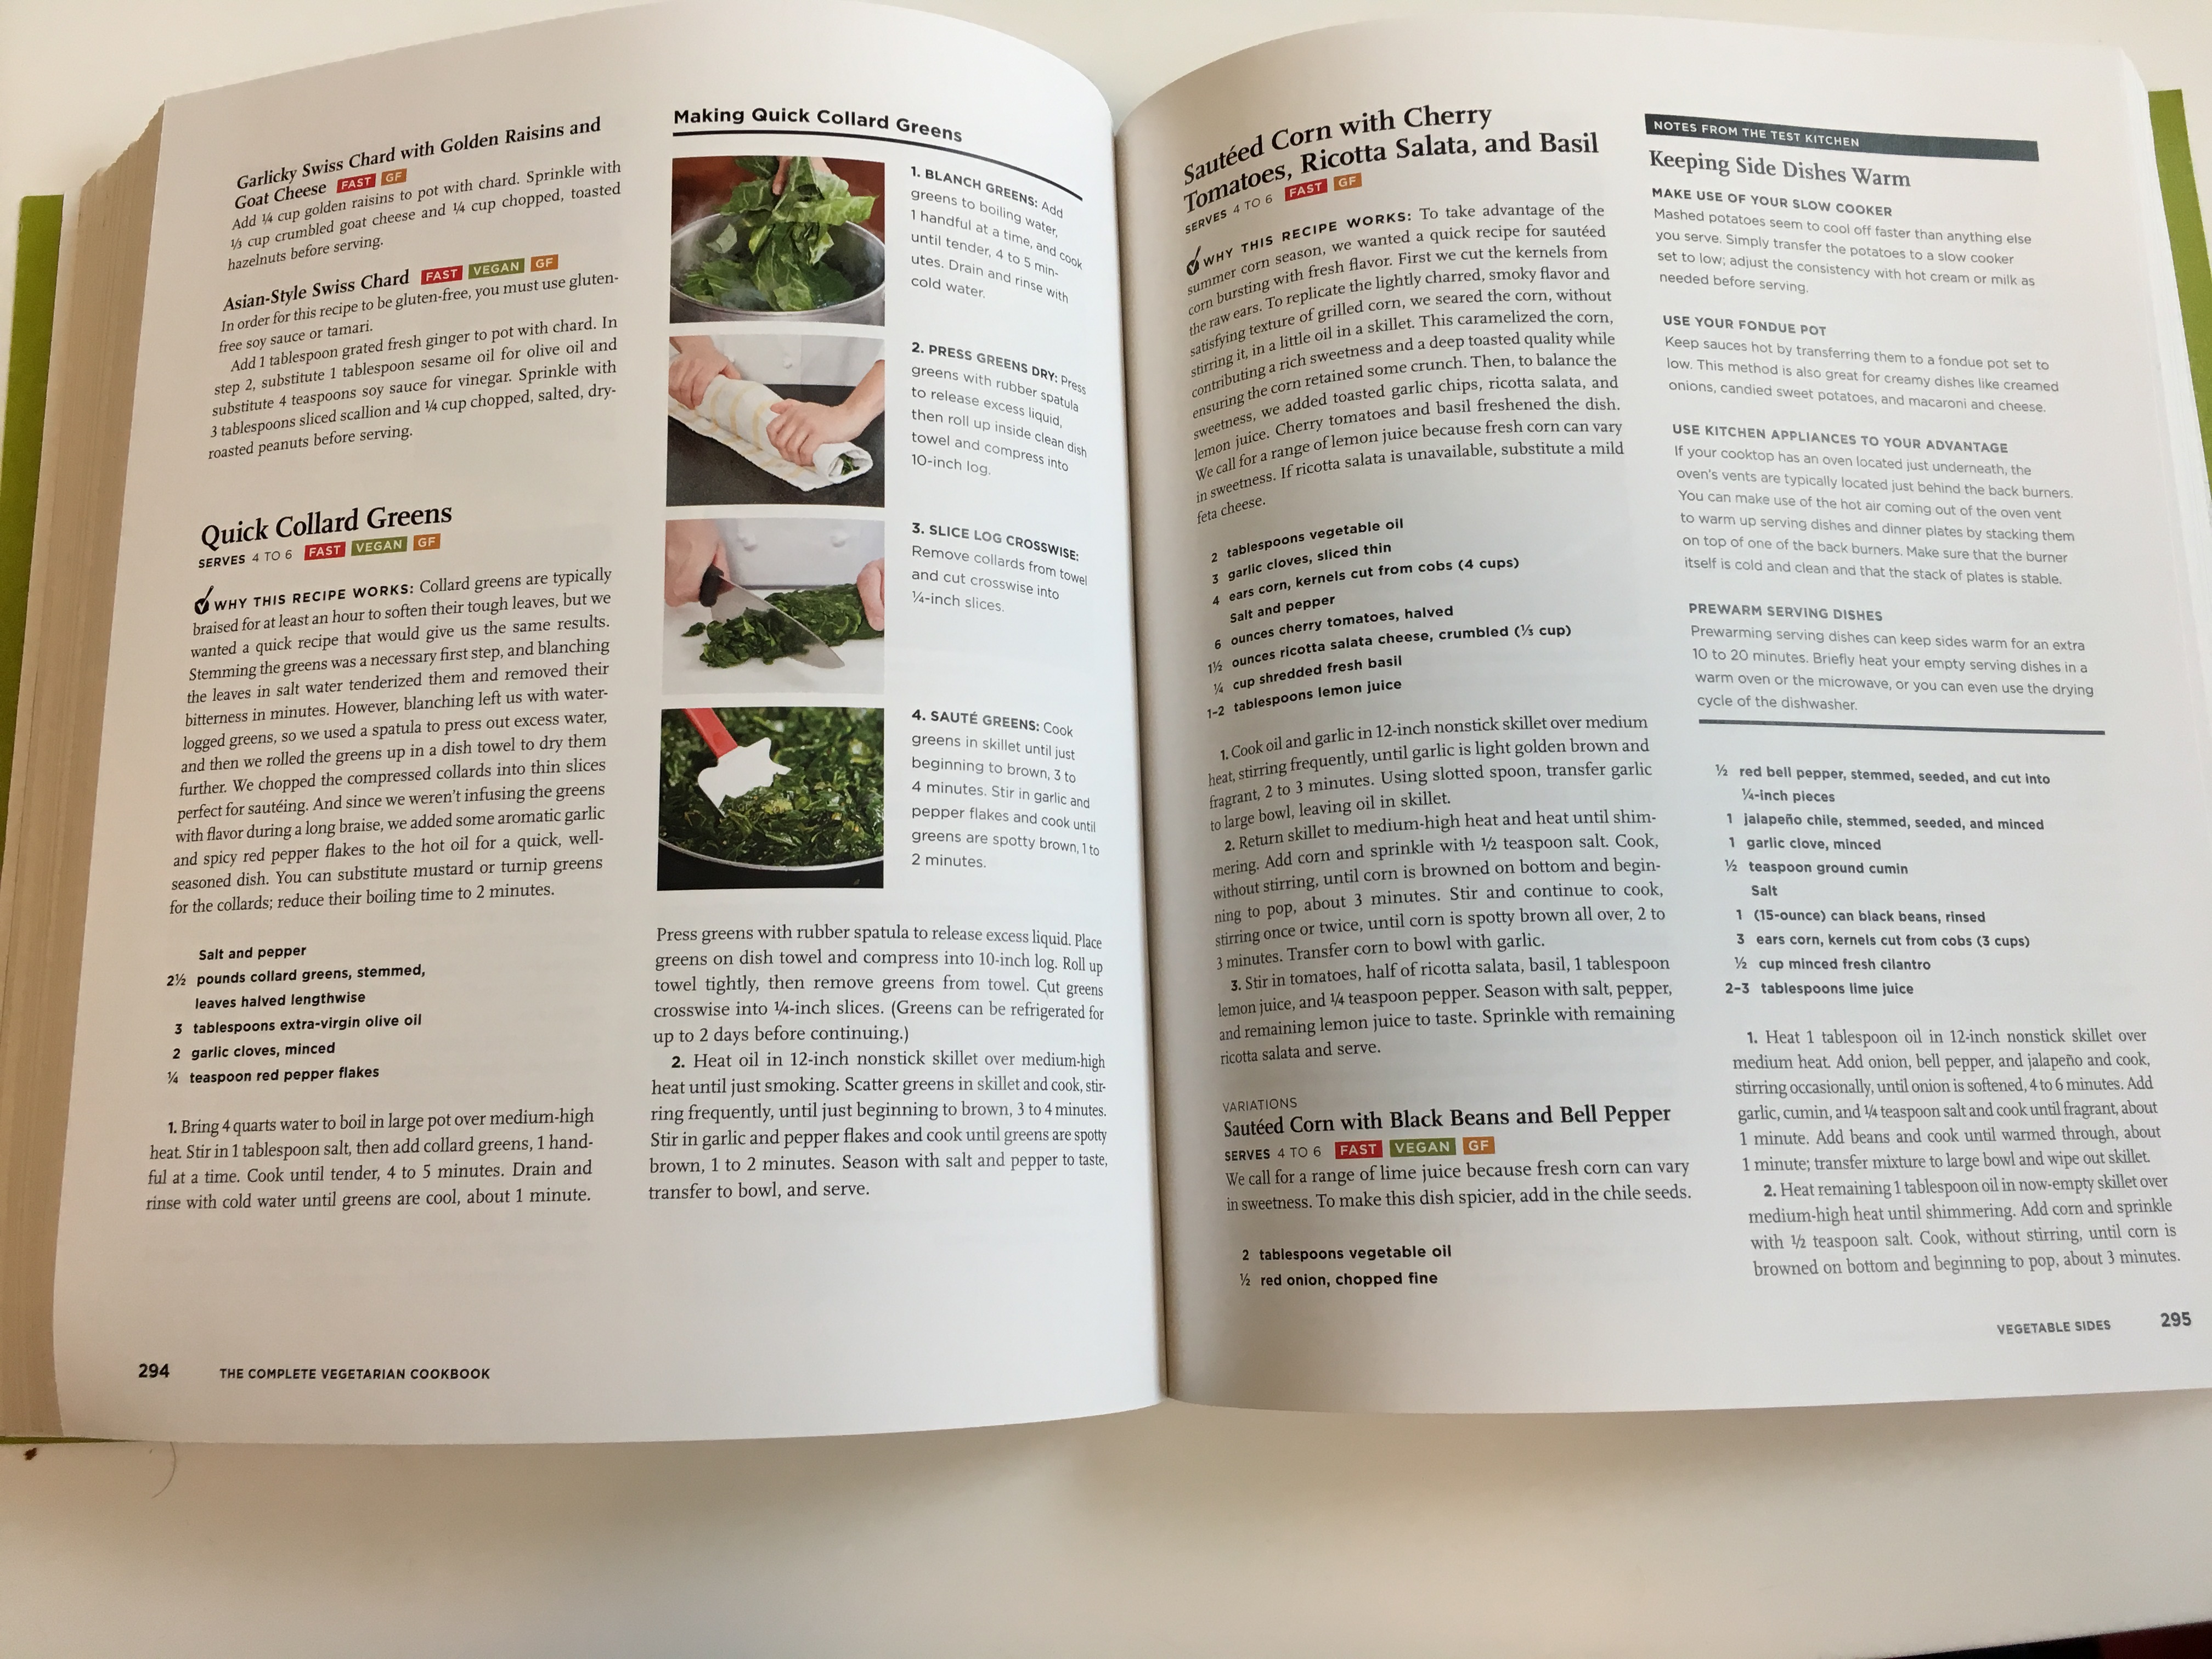 Garlicky Swiss Chard with Golden Raisins and
Goat Cheese FAST GF
Add ¼ cup golden raisins to pot with chard. Sprinkle with
⅓ cup crumbled goat cheese and ¼ cup chopped, toasted
hazelnuts before serving.
Asian-Style Swiss Chard FAST VEGAN GF
In order for this recipe to be gluten-free, you must use gluten-
free soy sauce or tamari.
Add 1 tablespoon grated fresh ginger to pot with chard. In
step 2, substitute 1 tablespoon sesame oil for olive oil and
substitute 4 teaspoons soy sauce for vinegar. Sprinkle with
3 tablespoons sliced scallion and ¼ cup chopped, salted, dry-
roasted peanuts before serving.
Quick Collard Greens
SERVES 4 TO 6 FAST VEGAN GF
WHY THIS RECIPE WORKS: Collard greens are typically
braised for at least an hour to soften their tough leaves, but we
wanted a quick recipe that would give us the same results.
Stemming the greens was a necessary first step, and blanching
the leaves in salt water tenderized them and removed their
bitterness in minutes. However, blanching left us with water-
logged greens, so we used a spatula to press out excess water,
and then we rolled the greens up in a dish towel to dry them
further. We chopped the compressed collards into thin slices
perfect for sautéing. And since we weren't infusing the greens
with flavor during a long braise, we added some aromatic garlic
and spicy red pepper flakes to the hot oil for a quick, well-
seasoned dish. You can substitute mustard or turnip greens
for the collards; reduce their boiling time to 2 minutes.
Salt and pepper
2½ pounds collard greens, stemmed,
leaves halved lengthwise
3 tablespoons extra-virgin olive oil
2 garlic cloves, minced
¼ teaspoon red pepper flakes
1. Bring 4 quarts water to boil in large pot over medium-high
heat. Stir in 1 tablespoon salt, then add collard greens, 1 hand-
ful at a time. Cook until tender, 4 to 5 minutes. Drain and
rinse with cold water until greens are cool, about 1 minute.
Making Quick Collard Greens
1. BLANCH GREENS: Add
greens to boiling water,
1 handful at a time, and cook
until tender, 4 to 5 min-
utes. Drain and rinse with
cold water.
2. PRESS GREENS DRY: Press
greens with rubber spatula
to release excess liquid,
then roll up inside clean dish
towel and compress into
10-inch log.
3. SLICE LOG CROSSWISE:
Remove collards from towel
and cut crosswise into
¼-inch slices.
4. SAUTÉ GREENS: Cook
greens in skillet until just
beginning to brown, 3 to
4 minutes. Stir in garlic and
pepper flakes and cook until
greens are spotty brown, 1 to
2 minutes.
Press greens with rubber spatula to release excess liquid. Place
greens on dish towel and compress into 10-inch log. Roll up
towel tightly, then remove greens from towel. Cut greens
crosswise into ¼-inch slices. (Greens can be refrigerated for
up to 2 days before continuing.)
2. Heat oil in 12-inch nonstick skillet over medium-high
heat until just smoking. Scatter greens in skillet and cook, stir-
ring frequently, until just beginning to brown, 3 to 4 minutes.
Stir in garlic and pepper flakes and cook until greens are spotty
brown, 1 to 2 minutes. Season with salt and pepper to taste,
transfer to bowl, and serve.
294 THE COMPLETE VEGETARIAN COOKBOOK
Sautéed Corn with Cherry
Tomatoes, Ricotta Salata, and Basil
SERVES 4 TO 6 FAST GF
WHY THIS RECIPE WORKS: To take advantage of the
summer corn season, we wanted a quick recipe for sautéed
corn bursting with fresh flavor. First we cut the kernels from
the raw ears. To replicate the lightly charred, smoky flavor and
satisfying texture of grilled corn, we seared the corn, without
stirring it, in a little oil in a skillet. This caramelized the corn,
contributing a rich sweetness and a deep toasted quality while
ensuring the corn retained some crunch. Then, to balance the
sweetness, we added toasted garlic chips, ricotta salata, and
lemon juice. Cherry tomatoes and basil freshened the dish.
We call for a range of lemon juice because fresh corn can vary
in sweetness. If ricotta salata is unavailable, substitute a mild
feta cheese.
2 tablespoons vegetable oil
3 garlic cloves, sliced thin
4 ears corn, kernels cut from cobs (4 cups)
Salt and pepper
6 ounces cherry tomatoes, halved
1½ ounces ricotta salata cheese, crumbled (⅓ cup)
¼ cup shredded fresh basil
1-2 tablespoons lemon juice
1. Cook oil and garlic in 12-inch nonstick skillet over medium
heat, stirring frequently, until garlic is light golden brown and
fragrant, 2 to 3 minutes. Using slotted spoon, transfer garlic
to large bowl, leaving oil in skillet.
2. Return skillet to medium-high heat and heat until shim-
mering. Add corn and sprinkle with ½ teaspoon salt. Cook,
without stirring, until corn is browned on bottom and begin-
ning to pop, about 3 minutes. Stir and continue to cook,
stirring once or twice, until corn is spotty brown all over, 2 to
3 minutes. Transfer corn to bowl with garlic.
3. Stir in tomatoes, half of ricotta salata, basil, 1 tablespoon
lemon juice, and ¼ teaspoon pepper. Season with salt, pepper,
and remaining lemon juice to taste. Sprinkle with remaining
ricotta salata and serve.
VARIATIONS
Sautéed Corn with Black Beans and Bell Pepper
SERVES 4 TO 6 FAST VEGAN GF
We call for a range of lime juice because fresh corn can vary
in sweetness. To make this dish spicier, add in the chile seeds.
2 tablespoons vegetable oil
½ red onion, chopped fine
NOTES FROM THE TEST KITCHEN
Keeping Side Dishes Warm
MAKE USE OF YOUR SLOW COOKER
Mashed potatoes seem to cool off faster than anything else
you serve. Simply transfer the potatoes to a slow cooker
set to low; adjust the consistency with hot cream or milk as
needed before serving.
USE YOUR FONDUE POT
Keep sauces hot by transferring them to a fondue pot set to
low. This method is also great for creamy dishes like creamed
onions, candied sweet potatoes, and macaroni and cheese.
USE KITCHEN APPLIANCES TO YOUR ADVANTAGE
If your cooktop has an oven located just underneath, the
oven's vents are typically located just behind the back burners.
You can make use of the hot air coming out of the oven vent
to warm up serving dishes and dinner plates by stacking them
on top of one of the back burners. Make sure that the burner
itself is cold and clean and that the stack of plates is stable.
PREWARM SERVING DISHES
Prewarming serving dishes can keep sides warm for an extra
10 to 20 minutes. Briefly heat your empty serving dishes in a
warm oven or the microwave, or you can even use the drying
cycle of the dishwasher.
½ red bell pepper, stemmed, seeded, and cut into
¼-inch pieces
1 jalapeño chile, stemmed, seeded, and minced
1 garlic clove, minced
½ teaspoon ground cumin
Salt
1 (15-ounce) can black beans, rinsed
3 ears corn, kernels cut from cobs (3 cups)
½ cup minced fresh cilantro
2-3 tablespoons lime juice
1. Heat 1 tablespoon oil in 12-inch nonstick skillet over
medium heat. Add onion, bell pepper, and jalapeño and cook,
stirring occasionally, until onion is softened, 4 to 6 minutes. Add
garlic, cumin, and ¼ teaspoon salt and cook until fragrant, about
1 minute. Add beans and cook until warmed through, about
1 minute; transfer mixture to large bowl and wipe out skillet.
2. Heat remaining 1 tablespoon oil in now-empty skillet over
medium-high heat until shimmering. Add corn and sprinkle
with ½ teaspoon salt. Cook, without stirring, until corn is
browned on bottom and beginning to pop, about 3 minutes.
VEGETABLE SIDES 295